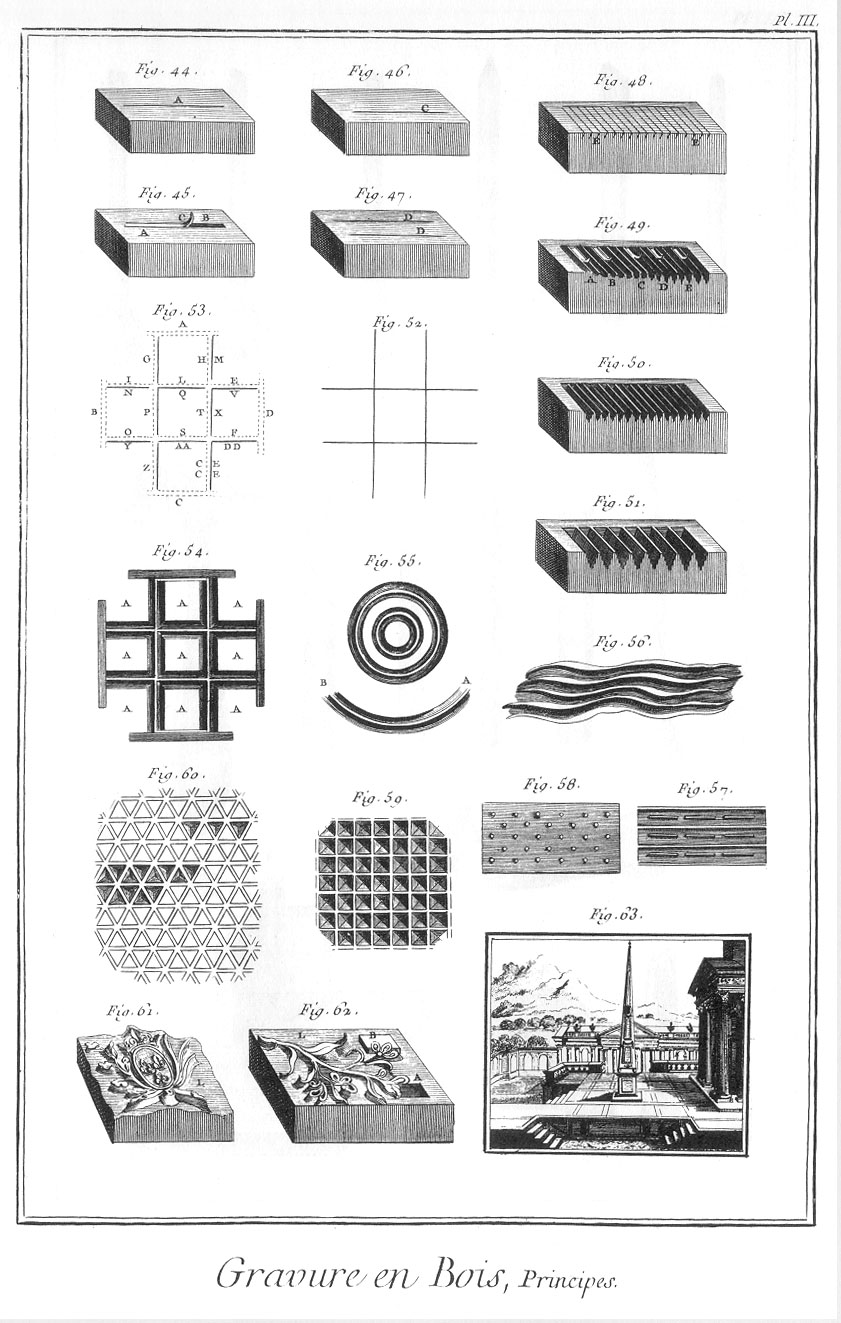 Pl. III.
Fig. 44.
A
Fig. 46.
C
Fig. 48.
E E
Fig. 45.
C B
A
Fig. 47.
D
D
Fig. 49.
A B C D E
Fig. 53.
A
G H M
I L E
N Q V
B P T X D
O S F
Y AA DD
Z C E
C E
C
Fig. 52.
Fig. 50.
Fig. 51.
Fig. 54.
A A A
A A A
A A A
Fig. 55.
B A
Fig. 56.
Fig. 60.
Fig. 59.
Fig. 58.
Fig. 57.
Fig. 63.
Fig. 61.
L
Fig. 62.
L B
A
Gravure en Bois, Principes.